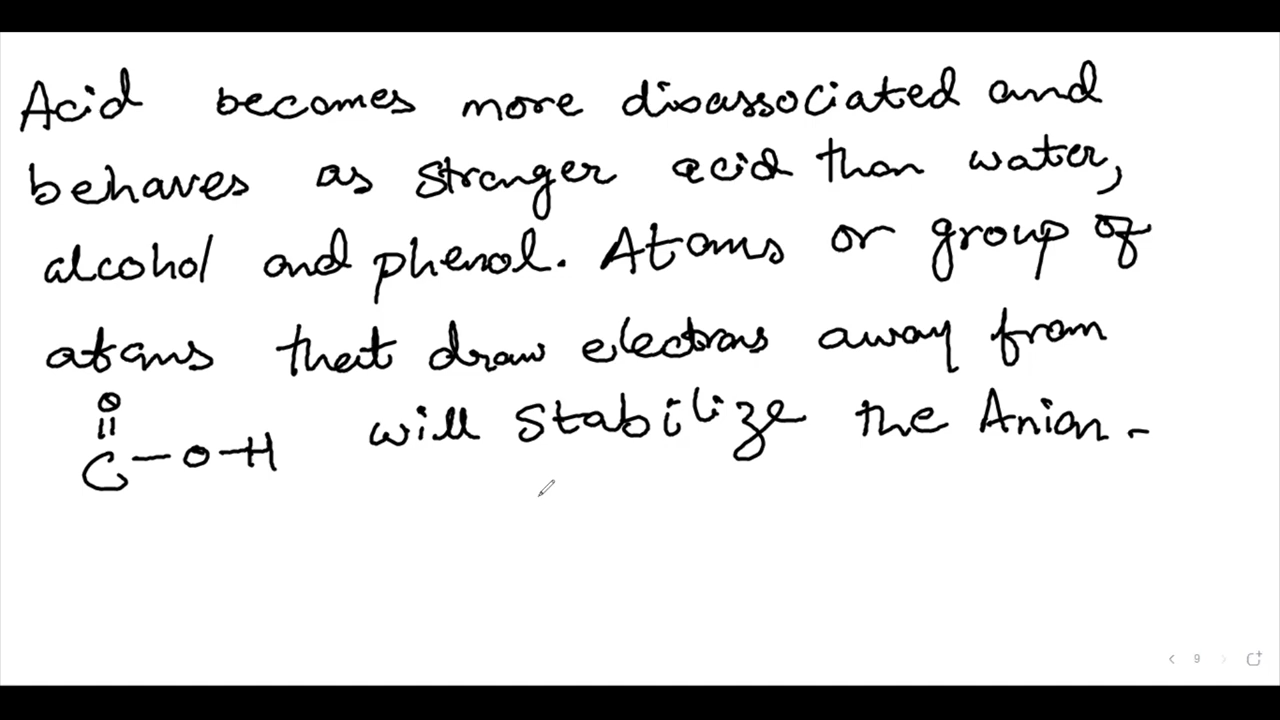 Acid becomes more disassociated and
behaves as stronger acid than water,
alcohol and phenol. Atoms or group of
atoms that draw electrons away from
O
||
C-O-H will stabilize the Anion.
9